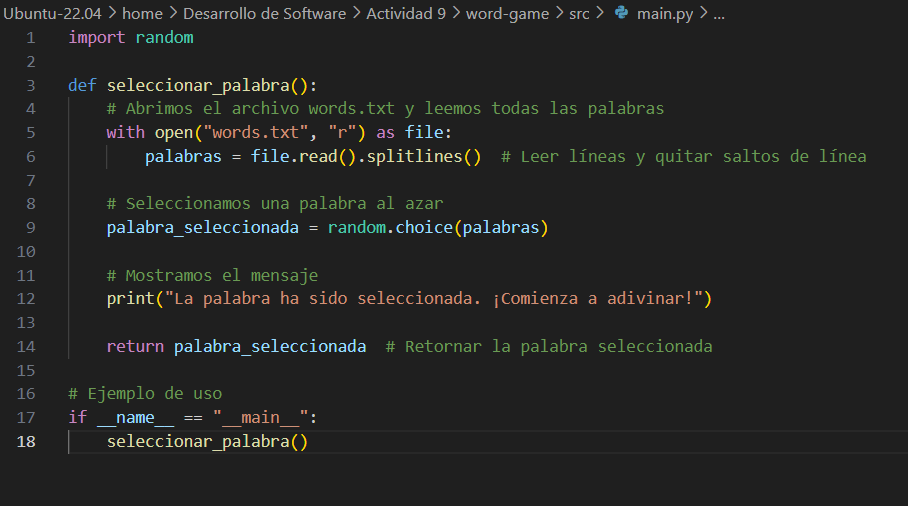 Ubuntu-22.04 > home > Desarrollo de Software > Actividad 9 > word-game > src > main.py > ...
1 import random
2
3 def seleccionar_palabra():
4     # Abrimos el archivo words.txt y leemos todas las palabras
5     with open("words.txt", "r") as file:
6         palabras = file.read().splitlines()  # Leer líneas y quitar saltos de línea
7
8     # Seleccionamos una palabra al azar
9     palabra_seleccionada = random.choice(palabras)
10
11     # Mostramos el mensaje
12     print("La palabra ha sido seleccionada. ¡Comienza a adivinar!")
13
14     return palabra_seleccionada  # Retornar la palabra seleccionada
15
16 # Ejemplo de uso
17 if __name__ == "__main__":
18     seleccionar_palabra()